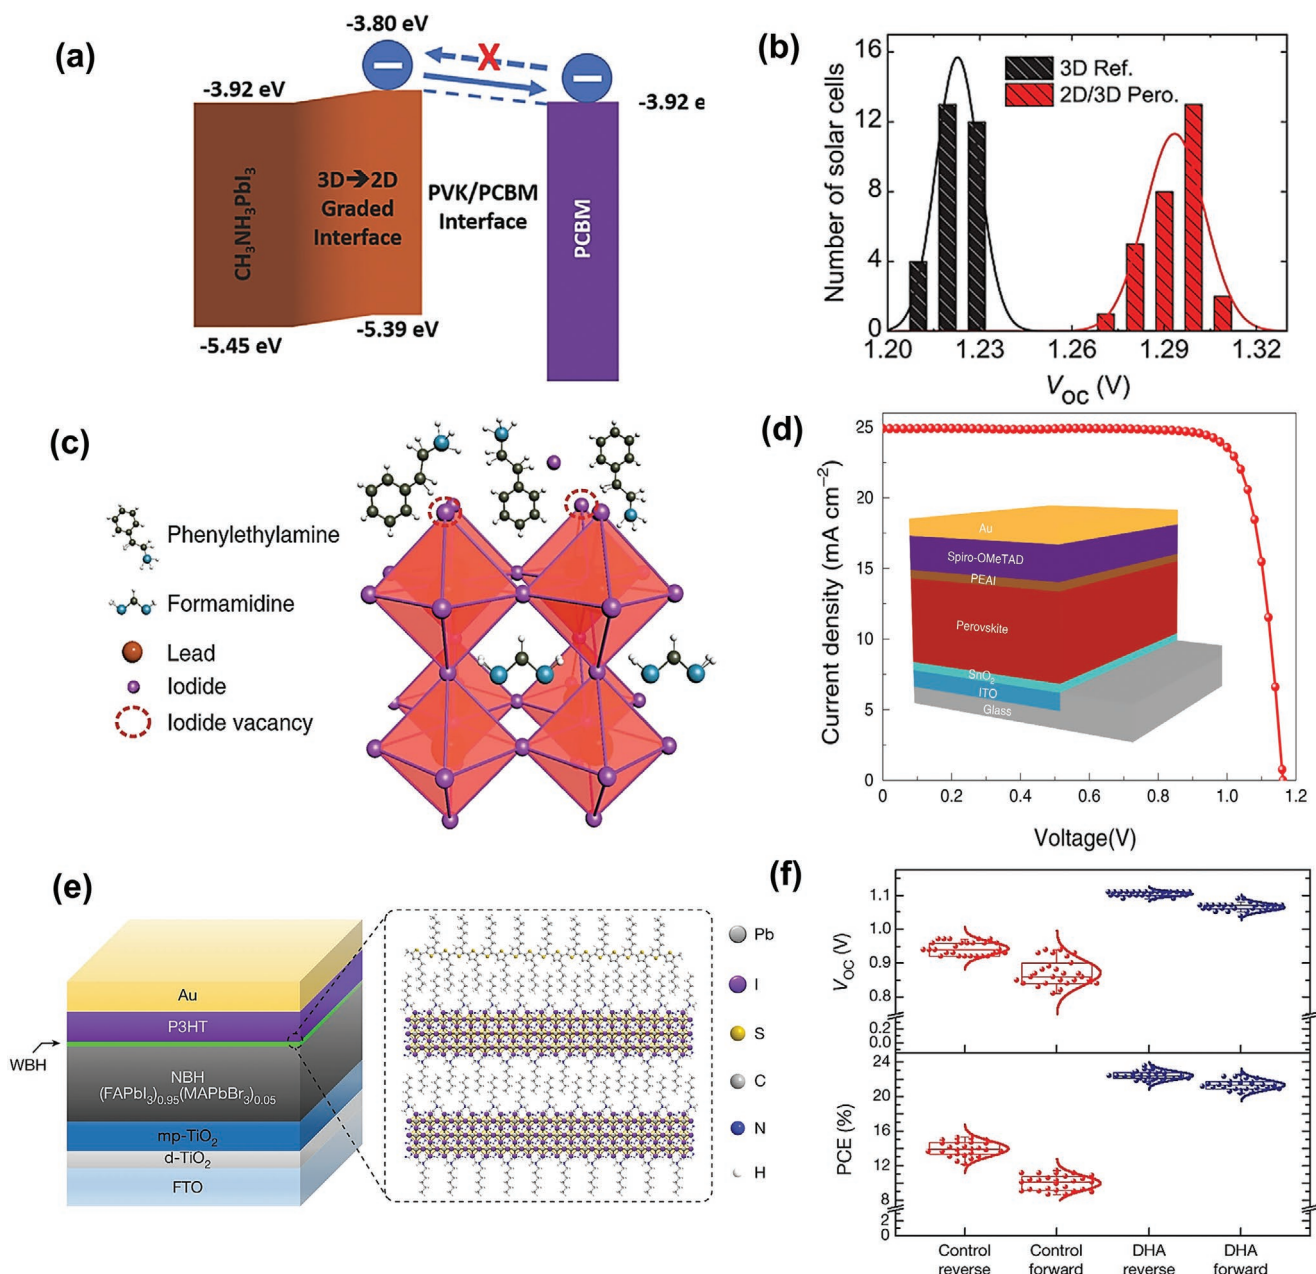 (a)
-3.80 eV
X
-3.92 eV
-3.92 e
CH₃NH₃PbI₃
3D➔2D
Graded
Interface
PVK/PCBM
Interface
PCBM
-5.39 eV
-5.45 eV
(b)
Number of solar cells
16
12
8
4
0
3D Ref.
2D/3D Pero.
1.20
1.23
1.26
1.29
1.32
V_OC (V)
(c)
Phenylethylamine
Formamidine
Lead
Iodide
Iodide vacancy
(d)
Current density (mA cm⁻²)
25
20
15
10
5
0
Au
Spiro-OMeTAD
PEAI
Perovskite
SnO₂
ITO
Glass
0
0.2
0.4
0.6
0.8
1.0
1.2
Voltage(V)
(e)
Au
P3HT
WBH
NBH
(FAPbI₃)₀.₉₅(MAPbBr₃)₀.₀₅
mp-TiO₂
d-TiO₂
FTO
Pb
I
S
C
N
H
(f)
V_OC (V)
1.1
1.0
0.9
0.8
0.2
0.0
PCE (%)
24
22
20
18
16
14
12
10
8
2
0
Control
reverse
Control
forward
DHA
reverse
DHA
forward